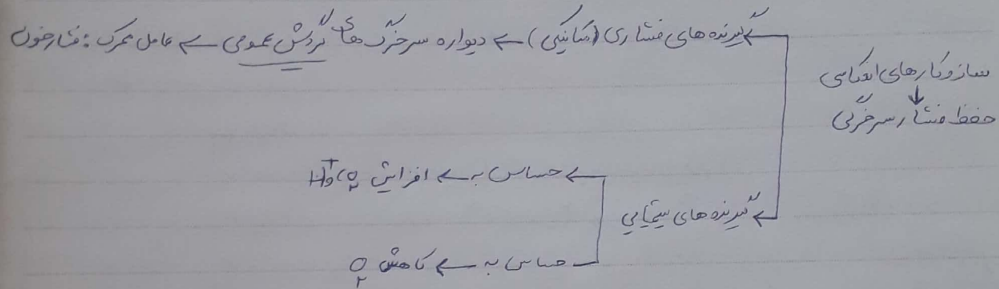 سازوکارهای انعکاسی
↓
حفظ فشار سرخرگی
← گیرنده های فشاری (مکانیکی) ← دیواره سرخرگ های گردش عمومی ← عامل محرک : فشار خون
← گیرنده های شیمیایی
← حساس به ← افزایش CO₂ و H⁺
← حساس به ← کاهش O₂